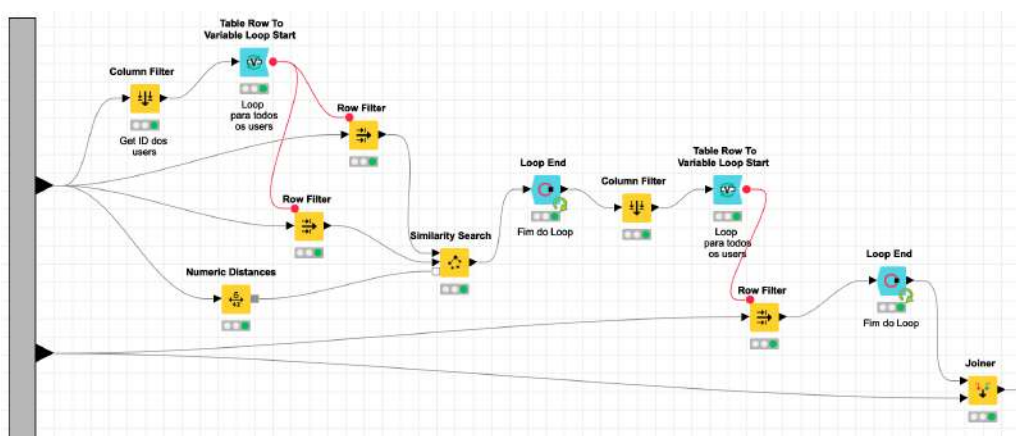 Table Row To
Variable Loop Start
Column Filter
Loop
para todos
os users
Get ID dos
users
Row Filter
Row Filter
Numeric Distances
Similarity Search
Loop End
Fim do Loop
Column Filter
Table Row To
Variable Loop Start
Loop
para todos
os users
Row Filter
Loop End
Fim do Loop
Joiner